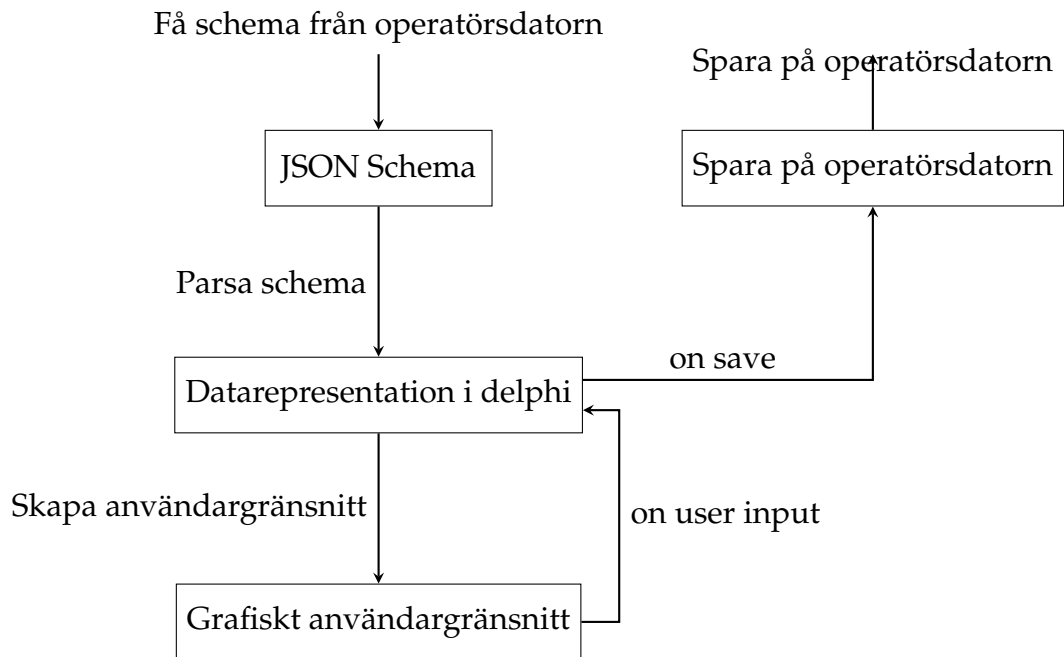 Få schema från operatörsdatorn
Spara på operatörsdatorn
JSON Schema
Spara på operatörsdatorn
Parsa schema
on save
Datarepresentation i delphi
Skapa användargränsnitt
on user input
Grafiskt användargränsnitt